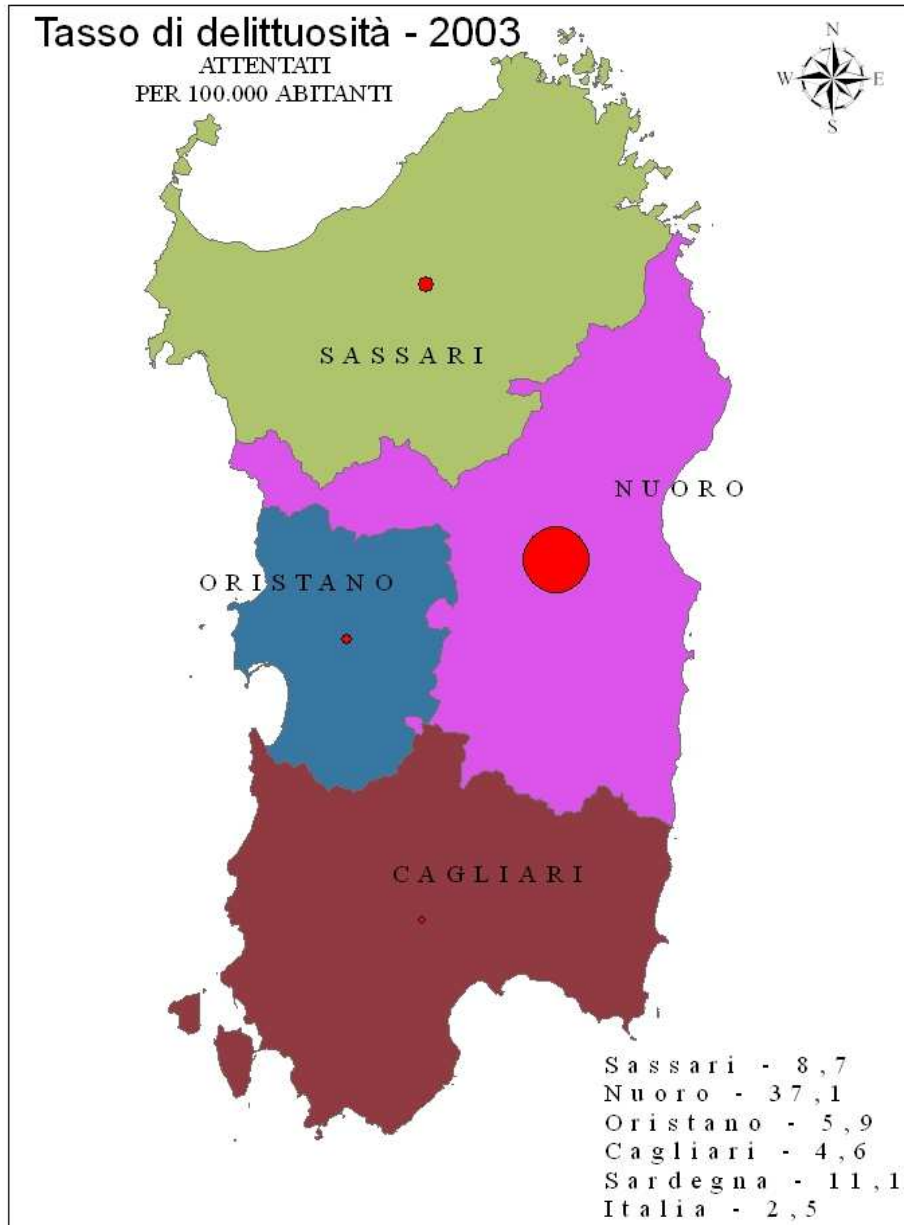 Tasso di delittuosità - 2003
ATTENTATI
PER 100.000 ABITANTI
N
W E
S
SASSARI
NUORO
ORISTANO
CAGLIARI
Sassari - 8,7
Nuoro - 37,1
Oristano - 5,9
Cagliari - 4,6
Sardegna - 11,1
Italia - 2,5